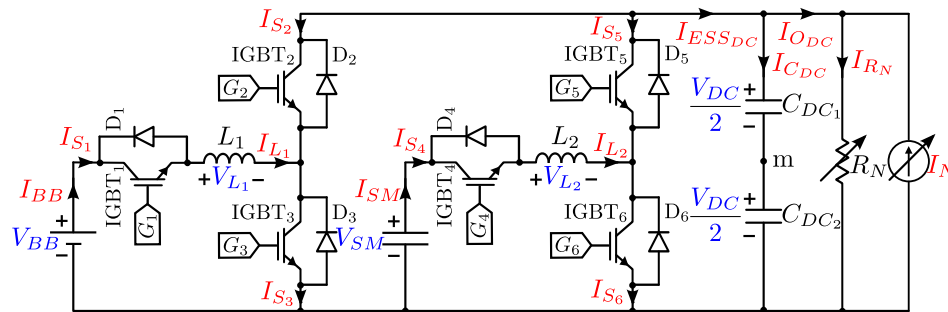 I_{S_2} I_{S_5} I_{ESS_{DC}} I_{O_{DC}}
IGBT_2 D_2 IGBT_5 D_5 I_{C_{DC}} I_{R_N}
G_2 G_5 V_{DC}/2 + − C_{DC_1}
I_{S_1} D_1 L_1 I_{L_1} I_{S_4} D_4 L_2 I_{L_2} m R_N I_N
IGBT_1 + V_{L_1} − IGBT_4 + V_{L_2} −
I_{BB} G_1 IGBT_3 D_3 I_{SM} G_4 IGBT_6 D_6 V_{DC}/2 + − C_{DC_2}
V_{BB} + − G_3 V_{SM} + − G_6
I_{S_3} I_{S_6}